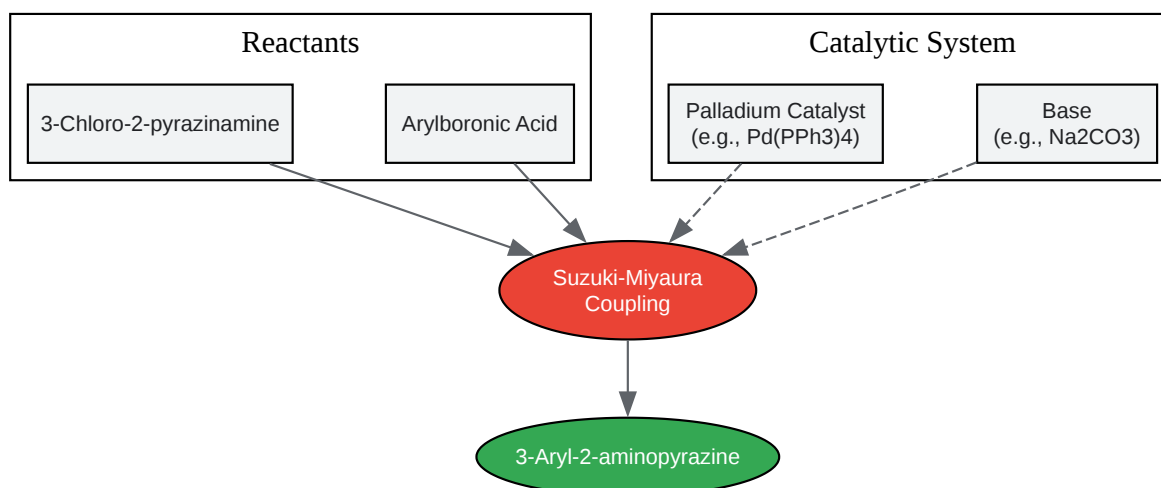 Reactants
Catalytic System
3-Chloro-2-pyrazinamine
Arylboronic Acid
Palladium Catalyst
(e.g., Pd(PPh3)4)
Base
(e.g., Na2CO3)
Suzuki-Miyaura
Coupling
3-Aryl-2-aminopyrazine